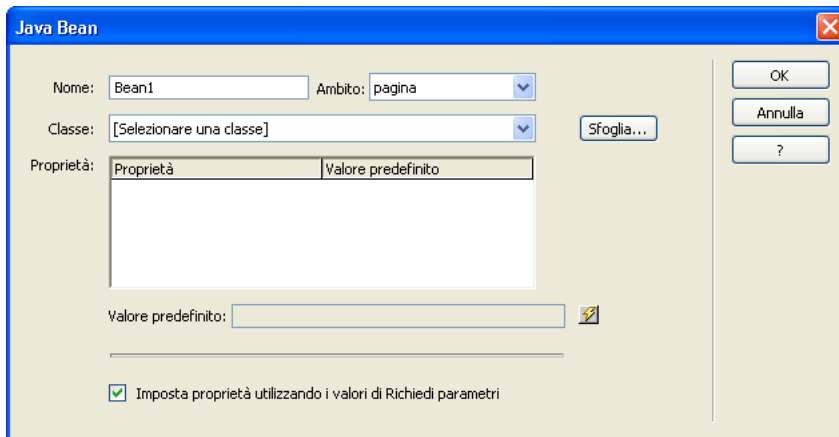 Java Bean
Nome: Bean1 Ambito: pagina
OK
Classe: [Selezionare una classe] Sfoglia...
Annulla
?
Proprietà: Proprietà Valore predefinito
Valore predefinito:
Imposta proprietà utilizzando i valori di Richiedi parametri